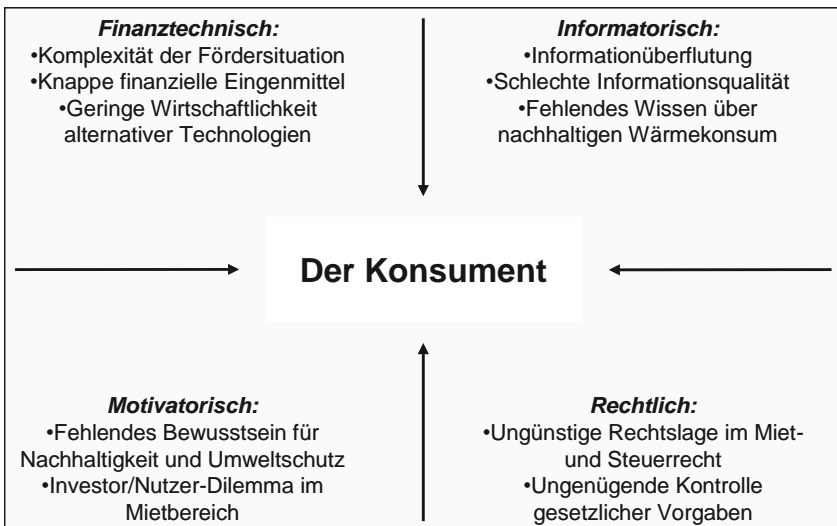 Finanztechnisch:
•Komplexität der Fördersituation
•Knappe finanzielle Eingenmittel
•Geringe Wirtschaftlichkeit
alternativer Technologien
Informatorisch:
•Informationüberflutung
•Schlechte Informationsqualität
•Fehlendes Wissen über
nachhaltigen Wärmekonsum
Der Konsument
Motivatorisch:
•Fehlendes Bewusstsein für
Nachhaltigkeit und Umweltschutz
•Investor/Nutzer-Dilemma im
Mietbereich
Rechtlich:
•Ungünstige Rechtslage im Miet-
und Steuerrecht
•Ungenügende Kontrolle
gesetzlicher Vorgaben